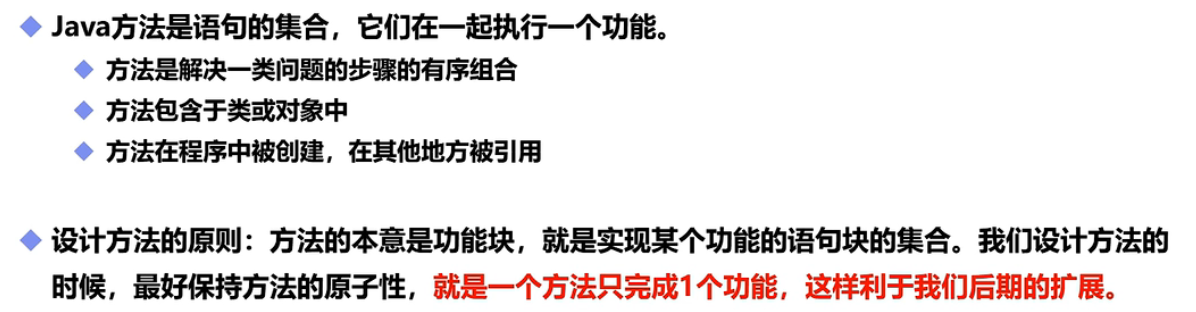 Java方法是语句的集合，它们在一起执行一个功能。
方法是解决一类问题的步骤的有序组合
方法包含于类或对象中
方法在程序中被创建，在其他地方被引用
设计方法的原则：方法的本意是功能块，就是实现某个功能的语句块的集合。我们设计方法的
时候，最好保持方法的原子性，就是一个方法只完成1个功能，这样利于我们后期的扩展。